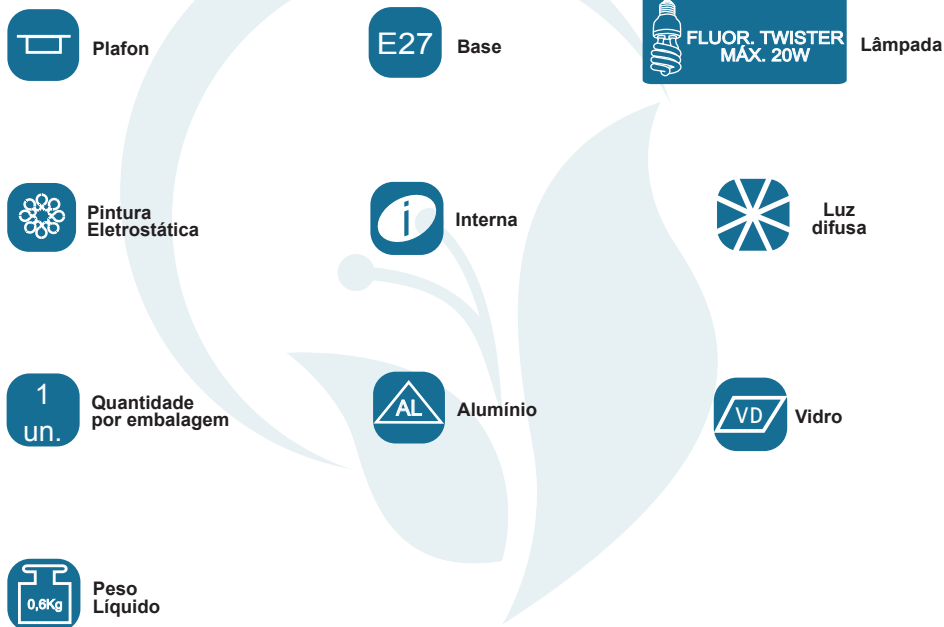 Plafon
E27
Base
FLUOR. TWISTER
MÁX. 20W
Lâmpada
Pintura
Eletrostática
i
Interna
Luz
difusa
1
un.
Quantidade
por embalagem
AL
Alumínio
VD
Vidro
0,6Kg
Peso
Líquido